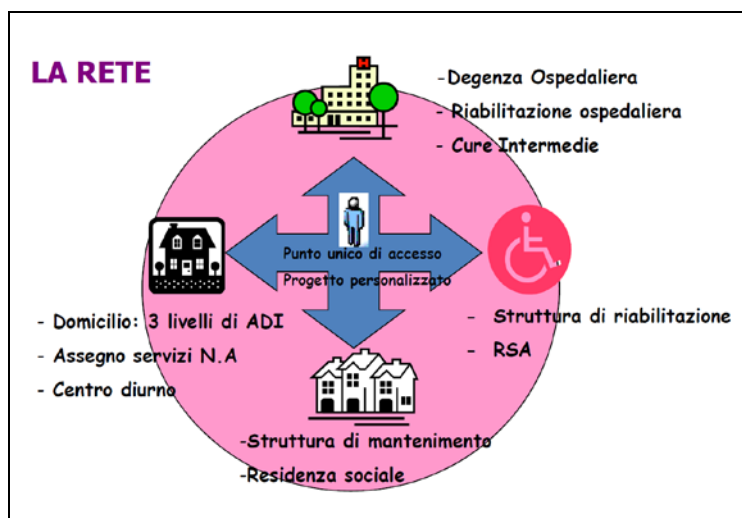 LA RETE
-Degenza Ospedaliera
- Riabilitazione ospedaliera
- Cure Intermedie
H
Punto unico di accesso
Progetto personalizzato
- Domicilio: 3 livelli di ADI
- Assegno servizi N.A
- Centro diurno
- Struttura di riabilitazione
- RSA
-Struttura di mantenimento
-Residenza sociale